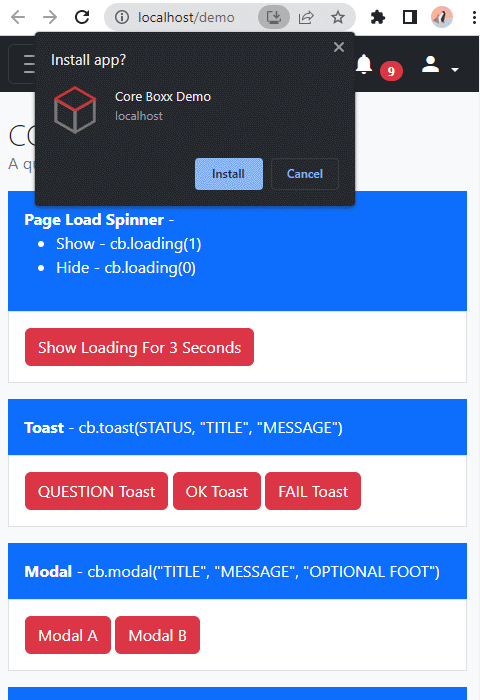 localhost/demo
Install app?
Core Boxx Demo
localhost
Install Cancel
9
CO
A qu
Page Load Spinner -
Show - cb.loading(1)
Hide - cb.loading(0)
Show Loading For 3 Seconds
Toast - cb.toast(STATUS, "TITLE", "MESSAGE")
QUESTION Toast OK Toast FAIL Toast
Modal - cb.modal("TITLE", "MESSAGE", "OPTIONAL FOOT")
Modal A Modal B